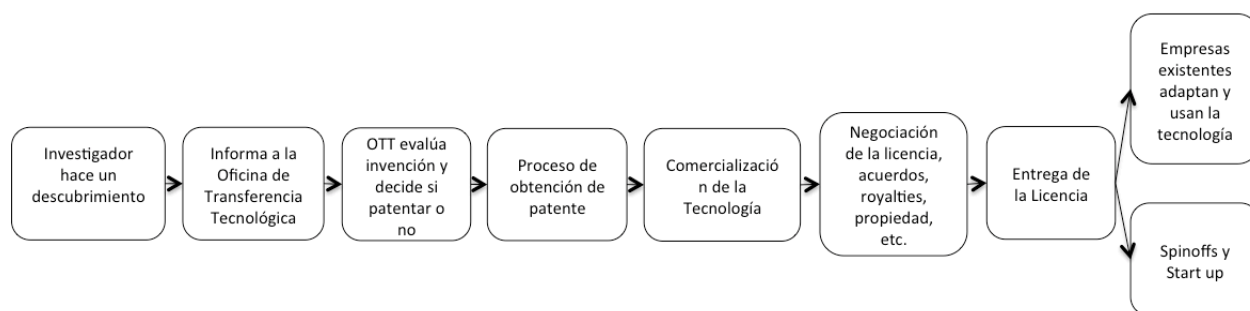 Investigador
hace un
descubrimiento
Informa a la
Oficina de
Transferencia
Tecnológica
OTT evalúa
invención y
decide si
patentar o
no
Proceso de
obtención de
patente
Comercializació
n de la
Tecnología
Negociación
de la licencia,
acuerdos,
royalties,
propiedad,
etc.
Entrega de
la Licencia
Empresas
existentes
adaptan y
usan la
tecnología
Spinoffs y
Start up